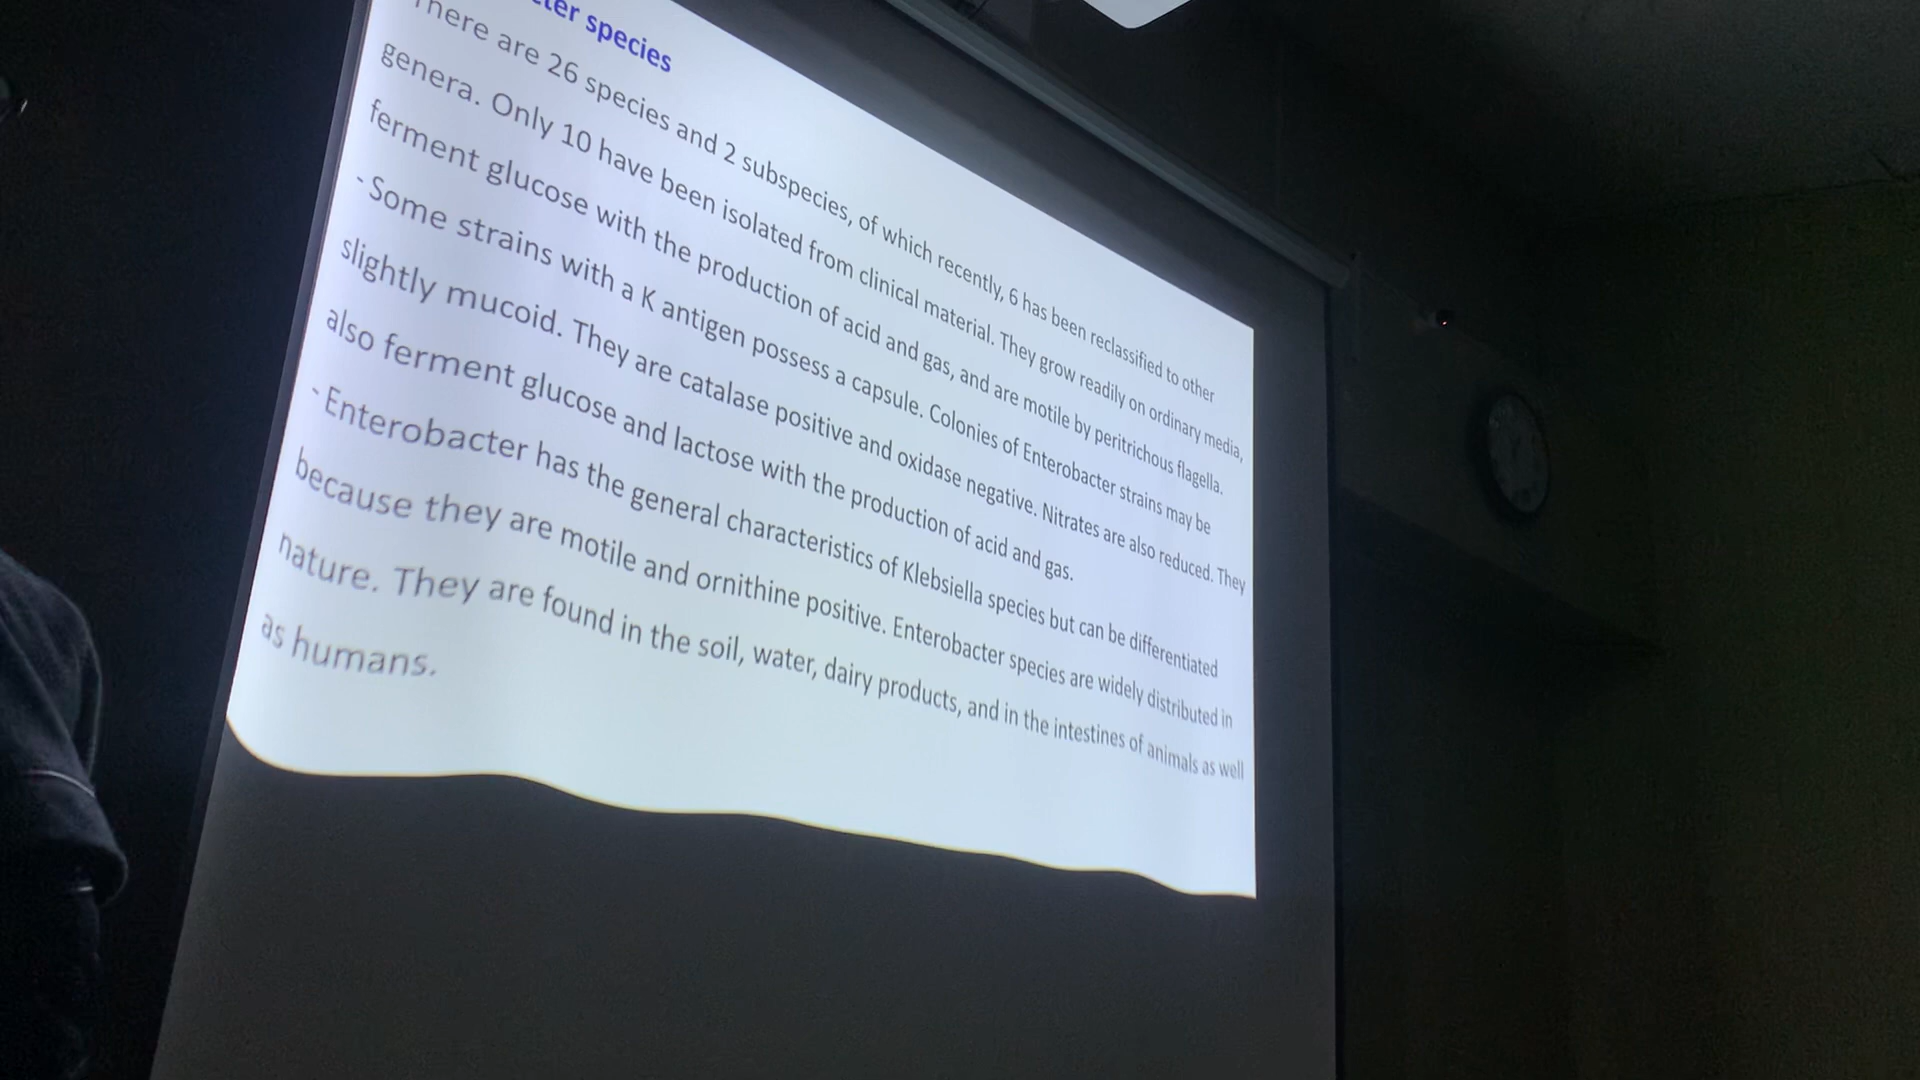 cter species
There are 26 species and 2 subspecies, of which recently, 6 has been reclassified to other
genera. Only 10 have been isolated from clinical material. They grow readily on ordinary media,
ferment glucose with the production of acid and gas, and are motile by peritrichous flagella.
- Some strains with a K antigen possess a capsule. Colonies of Enterobacter strains may be
slightly mucoid. They are catalase positive and oxidase negative. Nitrates are also reduced. They
also ferment glucose and lactose with the production of acid and gas.
- Enterobacter has the general characteristics of Klebsiella species but can be differentiated
because they are motile and ornithine positive. Enterobacter species are widely distributed in
nature. They are found in the soil, water, dairy products, and in the intestines of animals as well
as humans.